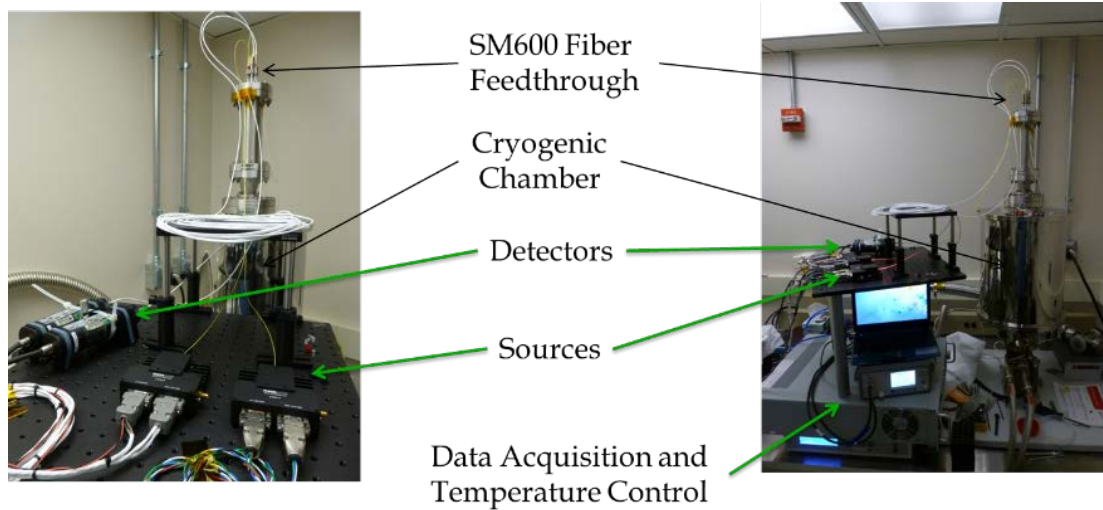 SM600 Fiber
Feedthrough
Cryogenic
Chamber
Detectors
Sources
Data Acquisition and
Temperature Control